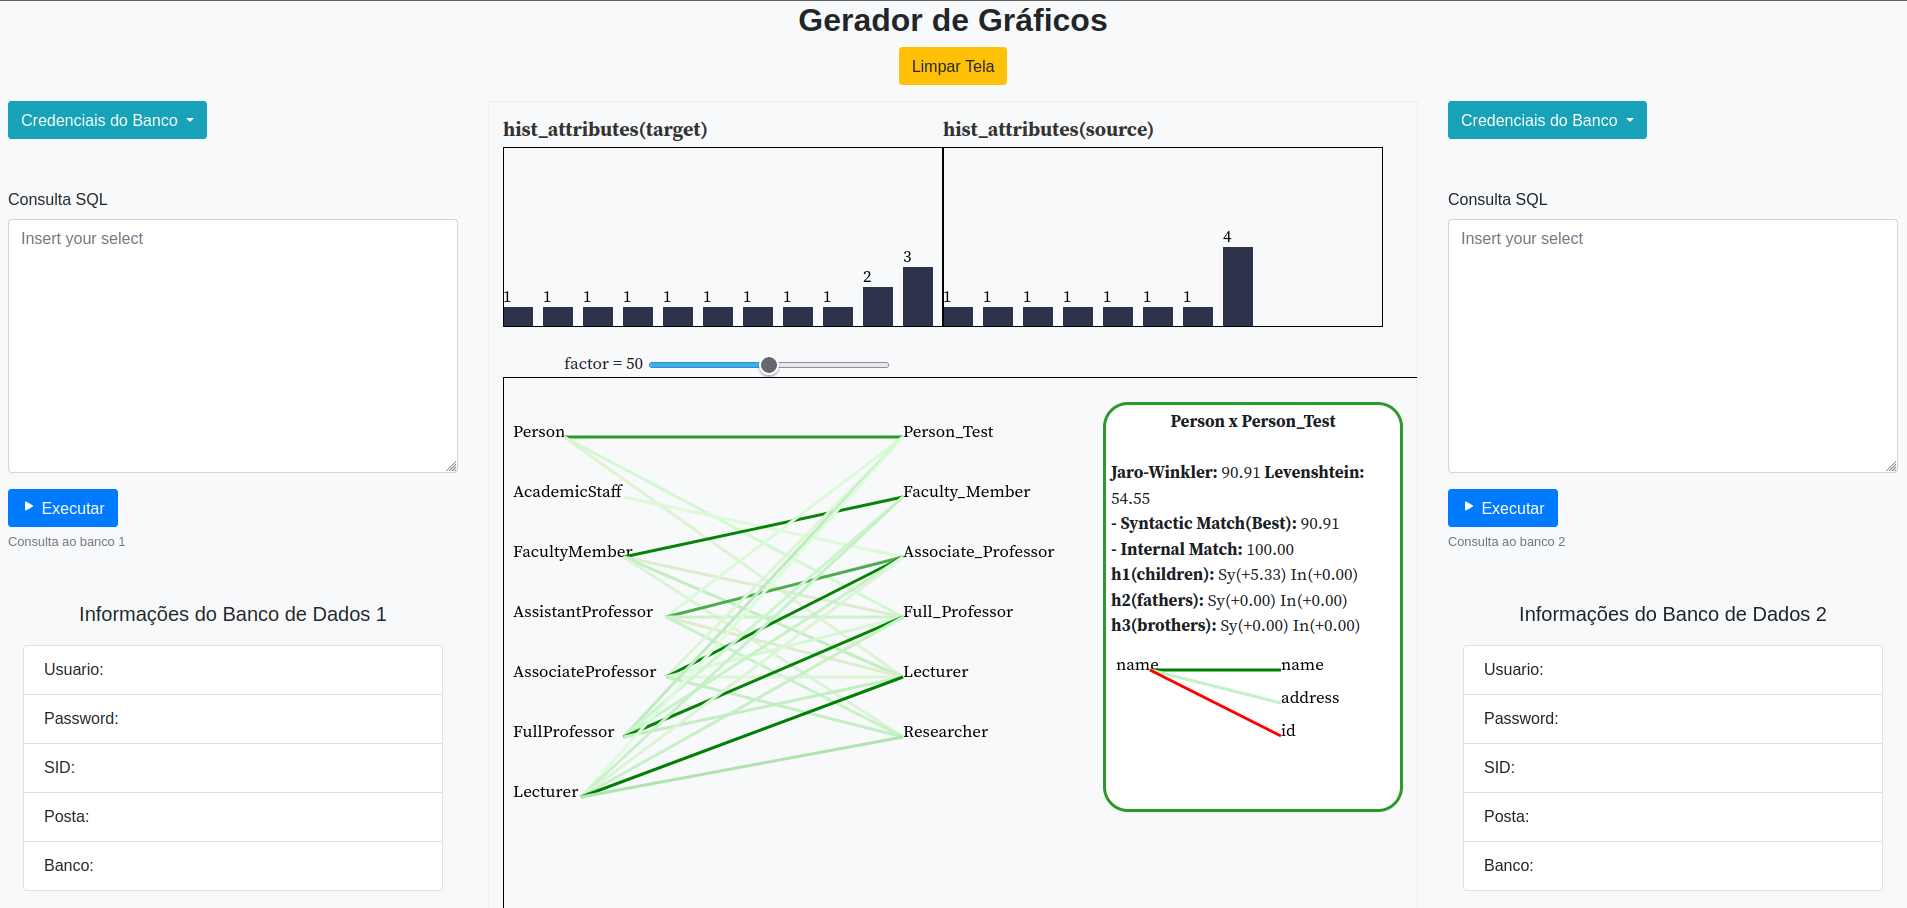 Gerador de Gráficos
Limpar Tela
Credenciais do Banco
Consulta SQL
Insert your select
Executar
Consulta ao banco 1
Informações do Banco de Dados 1
Usuario:
Password:
SID:
Posta:
Banco:
hist_attributes(target)
1 1 1 1 1 1 1 1 1 2 3
hist_attributes(source)
1 1 1 1 1 1 1 4
factor = 50
Person
AcademicStaff
FacultyMember
AssistantProfessor
AssociateProfessor
FullProfessor
Lecturer
Person_Test
Faculty_Member
Associate_Professor
Full_Professor
Lecturer
Researcher
Person x Person_Test
Jaro-Winkler: 90.91 Levenshtein:
54.55
- Syntactic Match(Best): 90.91
- Internal Match: 100.00
h1(children): Sy(+5.33) In(+0.00)
h2(fathers): Sy(+0.00) In(+0.00)
h3(brothers): Sy(+0.00) In(+0.00)
name name
address
id
Credenciais do Banco
Consulta SQL
Insert your select
Executar
Consulta ao banco 2
Informações do Banco de Dados 2
Usuario:
Password:
SID:
Posta:
Banco: